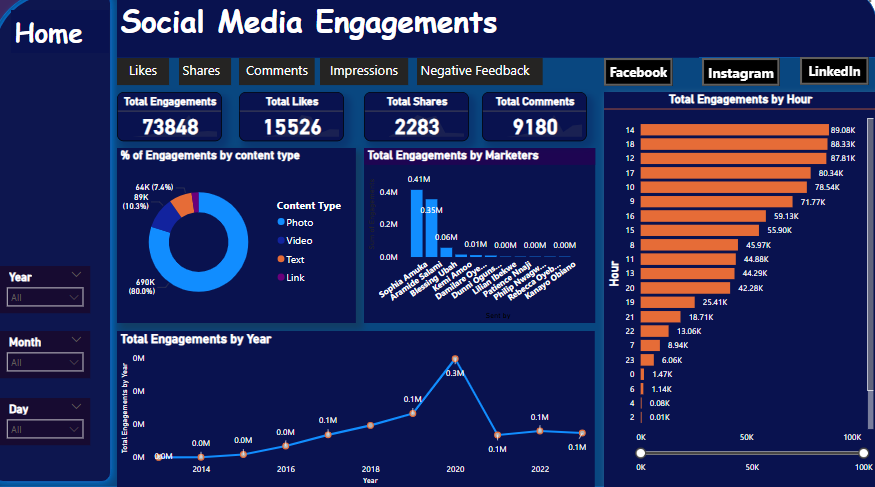 Home
Social Media Engagements
Likes
Shares
Comments
Impressions
Negative Feedback
Facebook
Instagram
LinkedIn
Total Engagements
73848
Total Likes
15526
Total Shares
2283
Total Comments
9180
% of Engagements by content type
64K (7.4%)
89K
(10.3%)
690K
(80.0%)
Content Type
Photo
Video
Text
Link
Total Engagements by Marketers
0.4M
0.2M
0.0M
0.41M
0.35M
0.06M
0.01M
0.00M
0.00M
0.00M
Sophia Amuka
Aramide Salami
Blessing Ubah
Kemi Amoo
Damilare Oye...
Dunni Oguns...
Lilian Ibekwe
Patience Nnaji
Philip Nwagw...
Rebecca Oyeb...
Kanayo Obiano
Sent by
Total Engagements by Hour
Hour
14 89.08K
18 88.33K
12 87.81K
17 80.34K
10 78.54K
9 71.77K
16 59.13K
15 55.90K
8 45.97K
11 44.88K
13 44.29K
20 42.28K
19 25.41K
21 18.71K
22 13.06K
7 8.94K
23 6.06K
0 1.47K
6 1.14K
4 0.08K
2 0.01K
0K 50K 100K
0K 50K 100K
Year
All
Month
All
Day
All
Total Engagements by Year
Total Engagements by Year
0M
0M
0M
0M
0.0M
0.0M
0.0M
0.0M
0.1M
0.1M
0.3M
0.1M
0.1M
0.1M
2014 2016 2018 2020 2022
Year